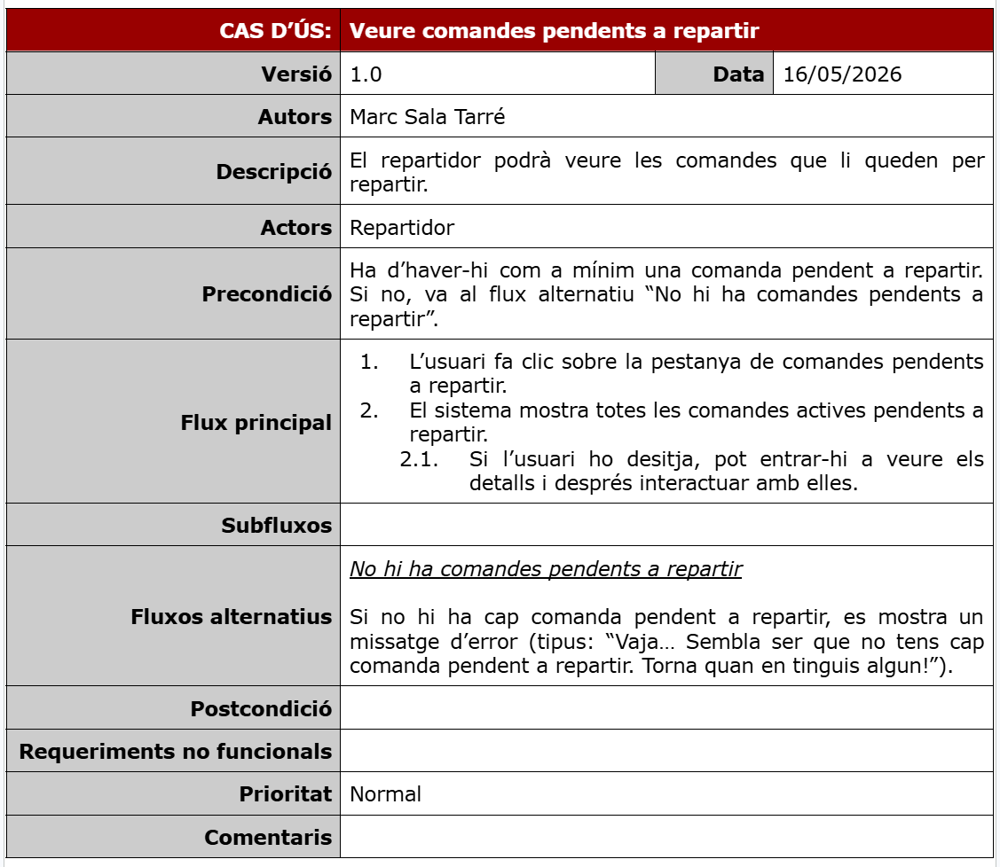 CAS D’ÚS: Veure comandes pendents a repartir
Versió 1.0 Data 16/05/2026
Autors Marc Sala Tarré
Descripció
El repartidor podrà veure les comandes que li queden per
repartir.
Actors Repartidor
Precondició
Ha d’haver-hi com a mínim una comanda pendent a repartir.
Si no, va al flux alternatiu “No hi ha comandes pendents a
repartir”.
Flux principal
1. L’usuari fa clic sobre la pestanya de comandes pendents
a repartir.
2. El sistema mostra totes les comandes actives pendents a
repartir.
2.1. Si l’usuari ho desitja, pot entrar-hi a veure els
detalls i després interactuar amb elles.
Subfluxos
Fluxos alternatius
No hi ha comandes pendents a repartir
Si no hi ha cap comanda pendent a repartir, es mostra un
missatge d’error (tipus: “Vaja… Sembla ser que no tens cap
comanda pendent a repartir. Torna quan en tinguis algun!”).
Postcondició
Requeriments no funcionals
Prioritat Normal
Comentaris